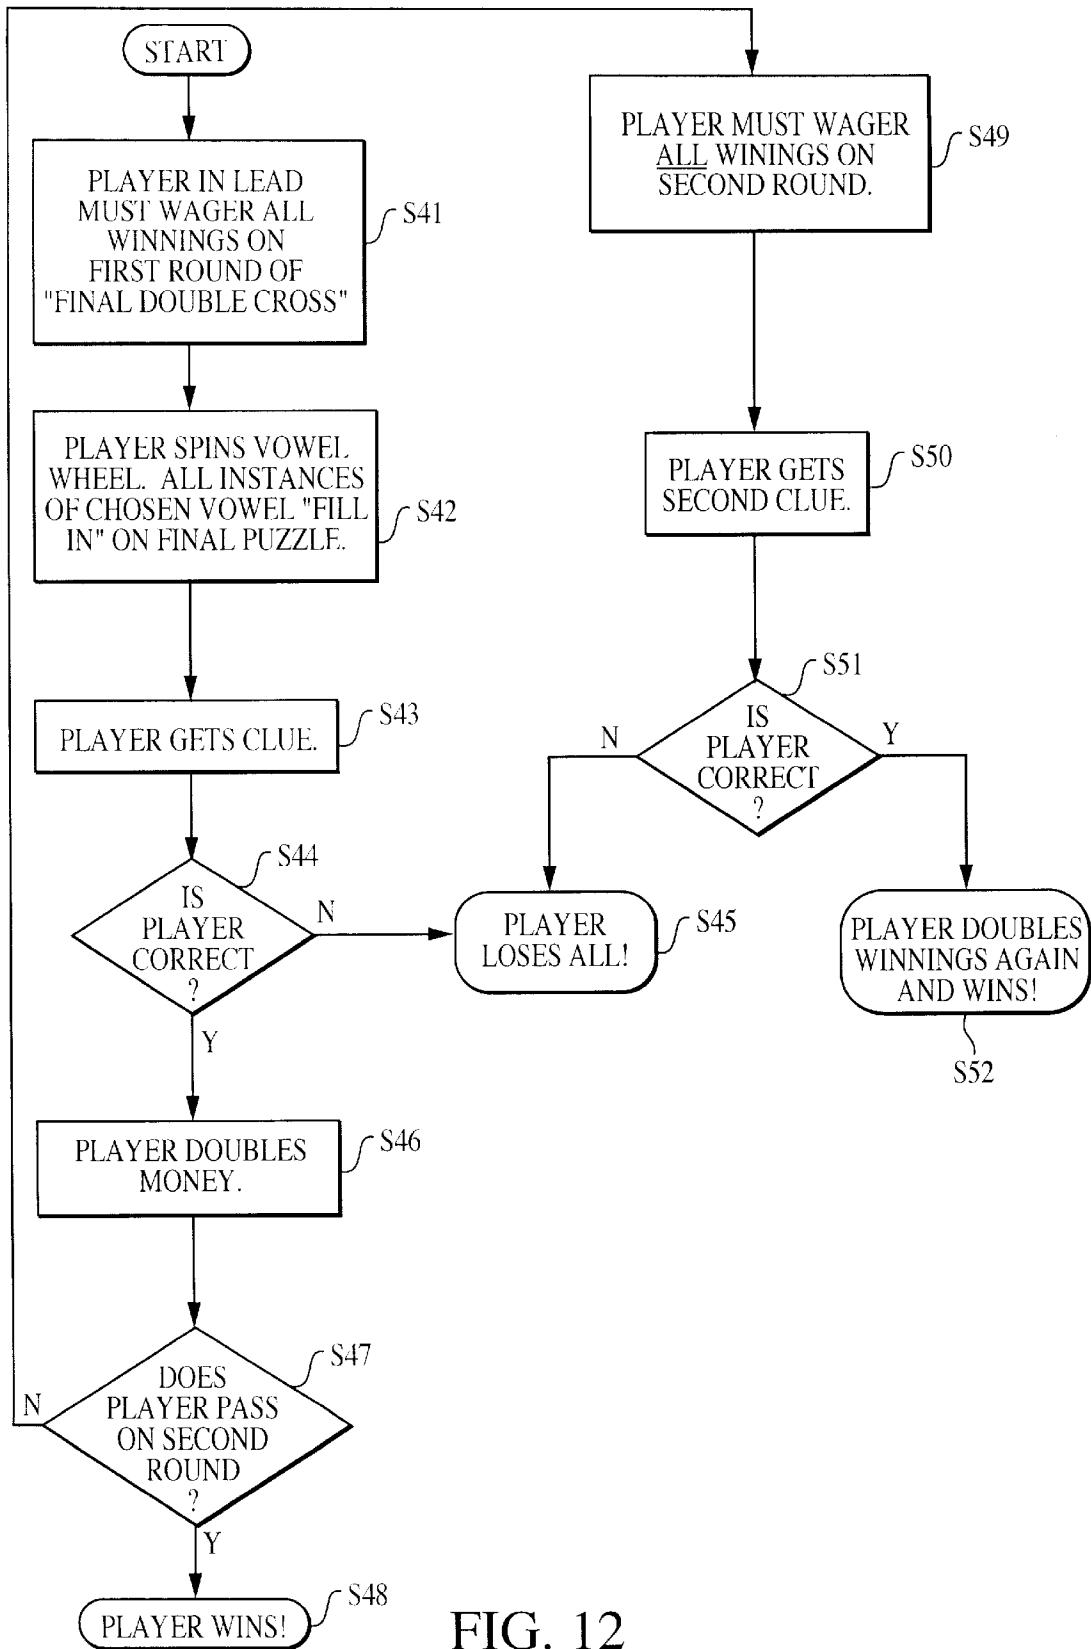 START
PLAYER IN LEAD
MUST WAGER ALL
WINNINGS ON
FIRST ROUND OF
"FINAL DOUBLE CROSS"
S41
PLAYER SPINS VOWEL
WHEEL. ALL INSTANCES
OF CHOSEN VOWEL "FILL
IN" ON FINAL PUZZLE.
S42
PLAYER GETS CLUE.
S43
IS
PLAYER
CORRECT
?
S44
N
Y
PLAYER
LOSES ALL!
S45
PLAYER DOUBLES
MONEY.
S46
DOES
PLAYER PASS
ON SECOND
ROUND
?
S47
N
Y
PLAYER WINS!
S48
PLAYER MUST WAGER
ALL WININGS ON
SECOND ROUND.
S49
PLAYER GETS
SECOND CLUE.
S50
IS
PLAYER
CORRECT
?
S51
N
Y
PLAYER DOUBLES
WINNINGS AGAIN
AND WINS!
S52
FIG. 12